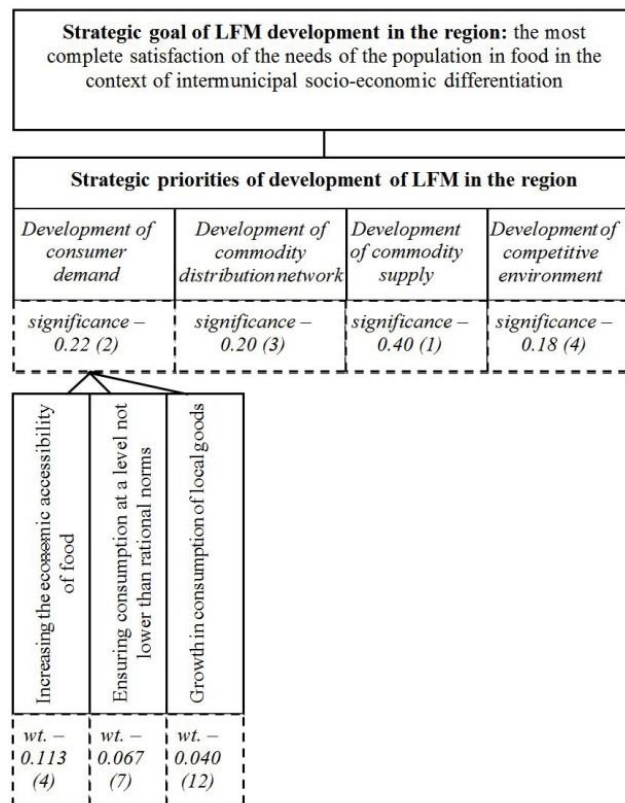 Strategic goal of LFM development in the region: the most
complete satisfaction of the needs of the population in food in the
context of intermunicipal socio-economic differentiation
Strategic priorities of development of LFM in the region
Development of
consumer
demand
Development of
commodity
distribution network
Development
of commodity
supply
Development of
competitive
environment
significance –
0.22 (2)
significance –
0.20 (3)
significance –
0.40 (1)
significance –
0.18 (4)
Increasing the economic accessibility
of food
Ensuring consumption at a level not
lower than rational norms
Growth in consumption of local goods
wt. –
0.113
(4)
wt. –
0.067
(7)
wt. –
0.040
(12)